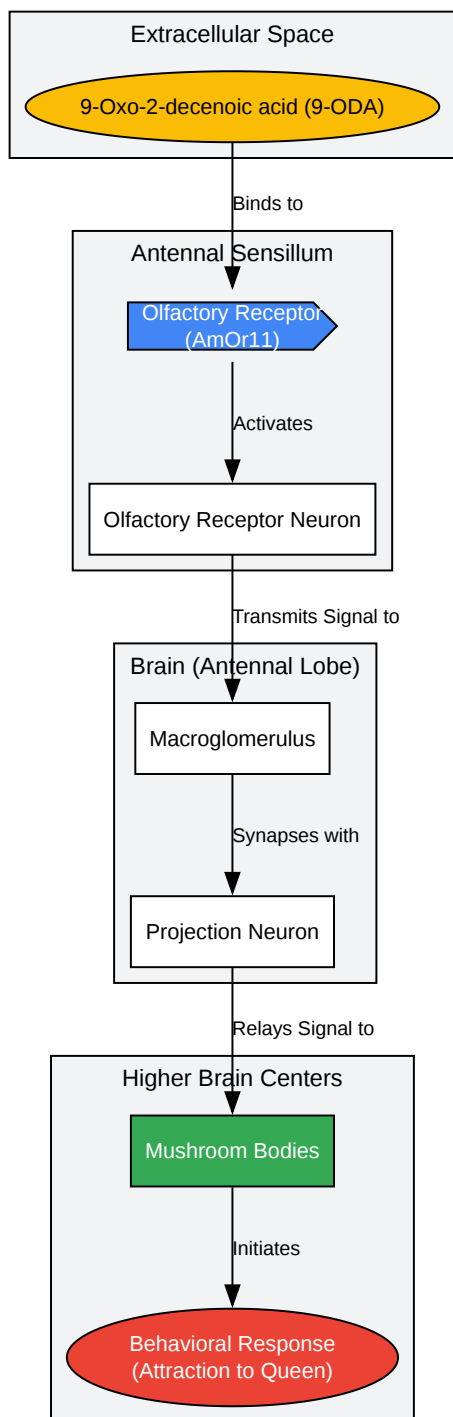 Extracellular Space
9-Oxo-2-decenoic acid (9-ODA)
Binds to
Antennal Sensillum
Olfactory Receptor
(AmOr11)
Activates
Olfactory Receptor Neuron
Transmits Signal to
Brain (Antennal Lobe)
Macroglomerulus
Synapses with
Projection Neuron
Relays Signal to
Higher Brain Centers
Mushroom Bodies
Initiates
Behavioral Response
(Attraction to Queen)